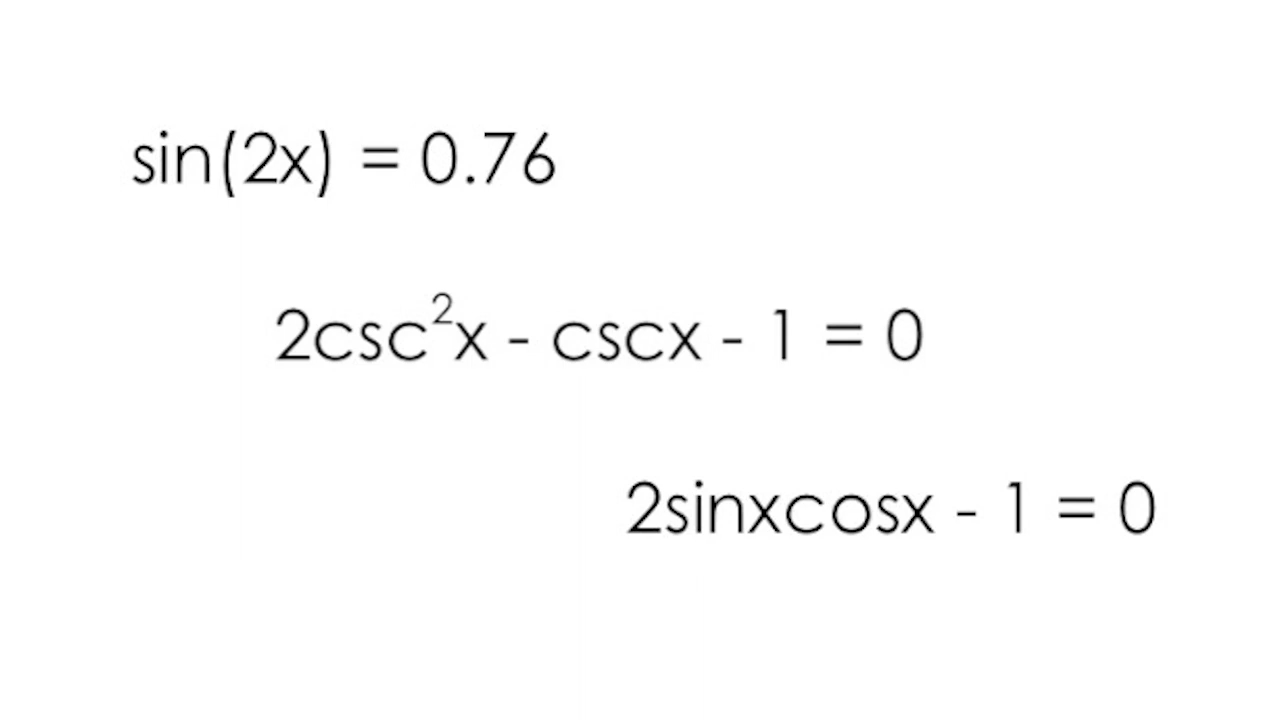 sin(2x) = 0.76
2csc²x - cscx - 1 = 0
2sinxcosx - 1 = 0